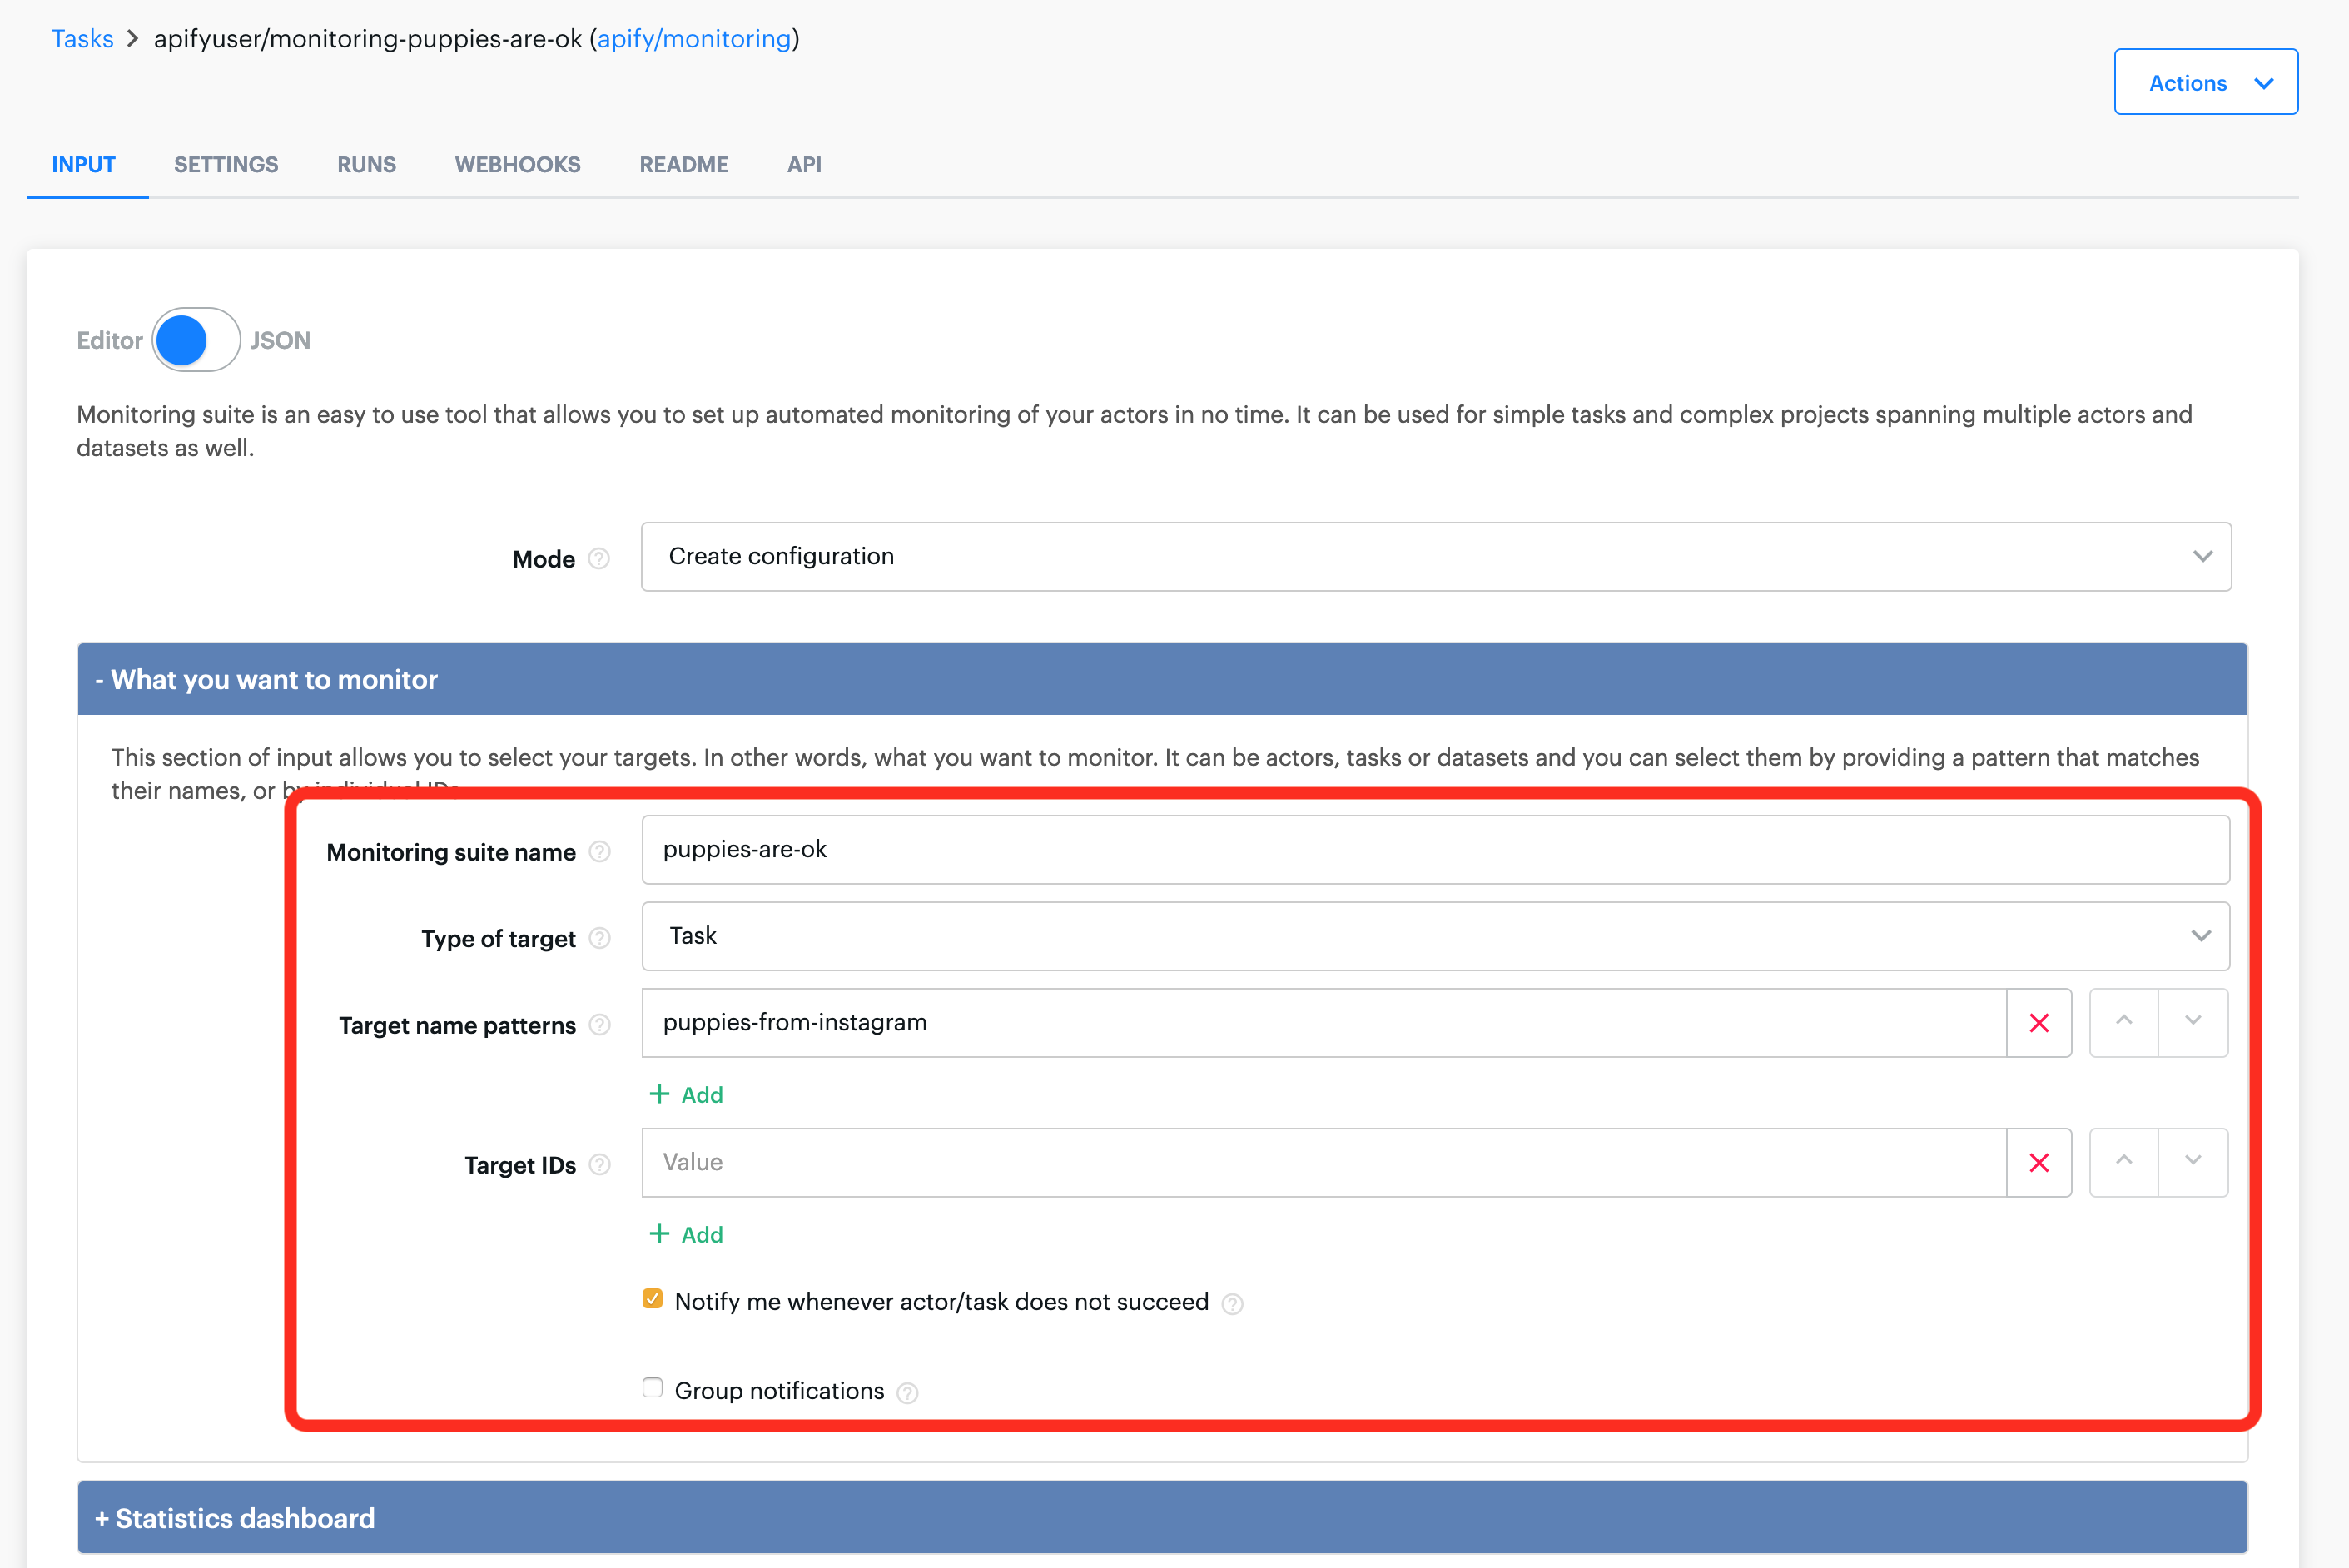 Tasks > apifyuser/monitoring-puppies-are-ok (apify/monitoring)
Actions
INPUT SETTINGS RUNS WEBHOOKS README API
Editor JSON
Monitoring suite is an easy to use tool that allows you to set up automated monitoring of your actors in no time. It can be used for simple tasks and complex projects spanning multiple actors and
datasets as well.
Mode ? Create configuration
- What you want to monitor
This section of input allows you to select your targets. In other words, what you want to monitor. It can be actors, tasks or datasets and you can select them by providing a pattern that matches
their names, or by individual IDs
Monitoring suite name ? puppies-are-ok
Type of target ? Task
Target name patterns ? puppies-from-instagram
+ Add
Target IDs ? Value
+ Add
Notify me whenever actor/task does not succeed ?
Group notifications ?
+ Statistics dashboard